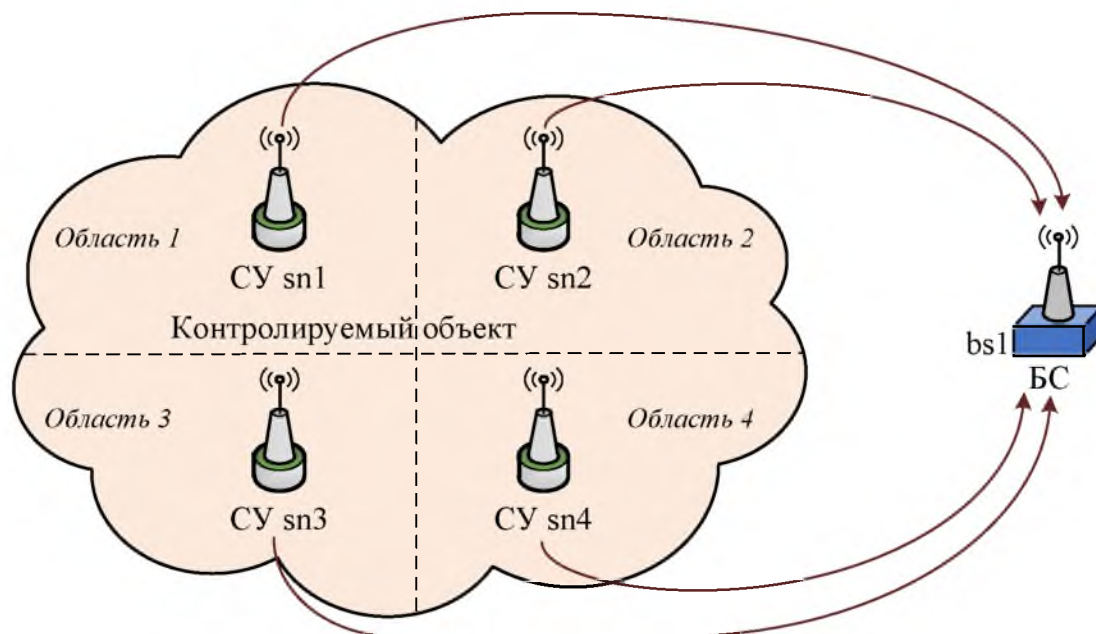 Область 1
Область 2
СУ sn1
СУ sn2
Контролируемый объект
bs1
БС
Область 3
Область 4
СУ sn3
СУ sn4